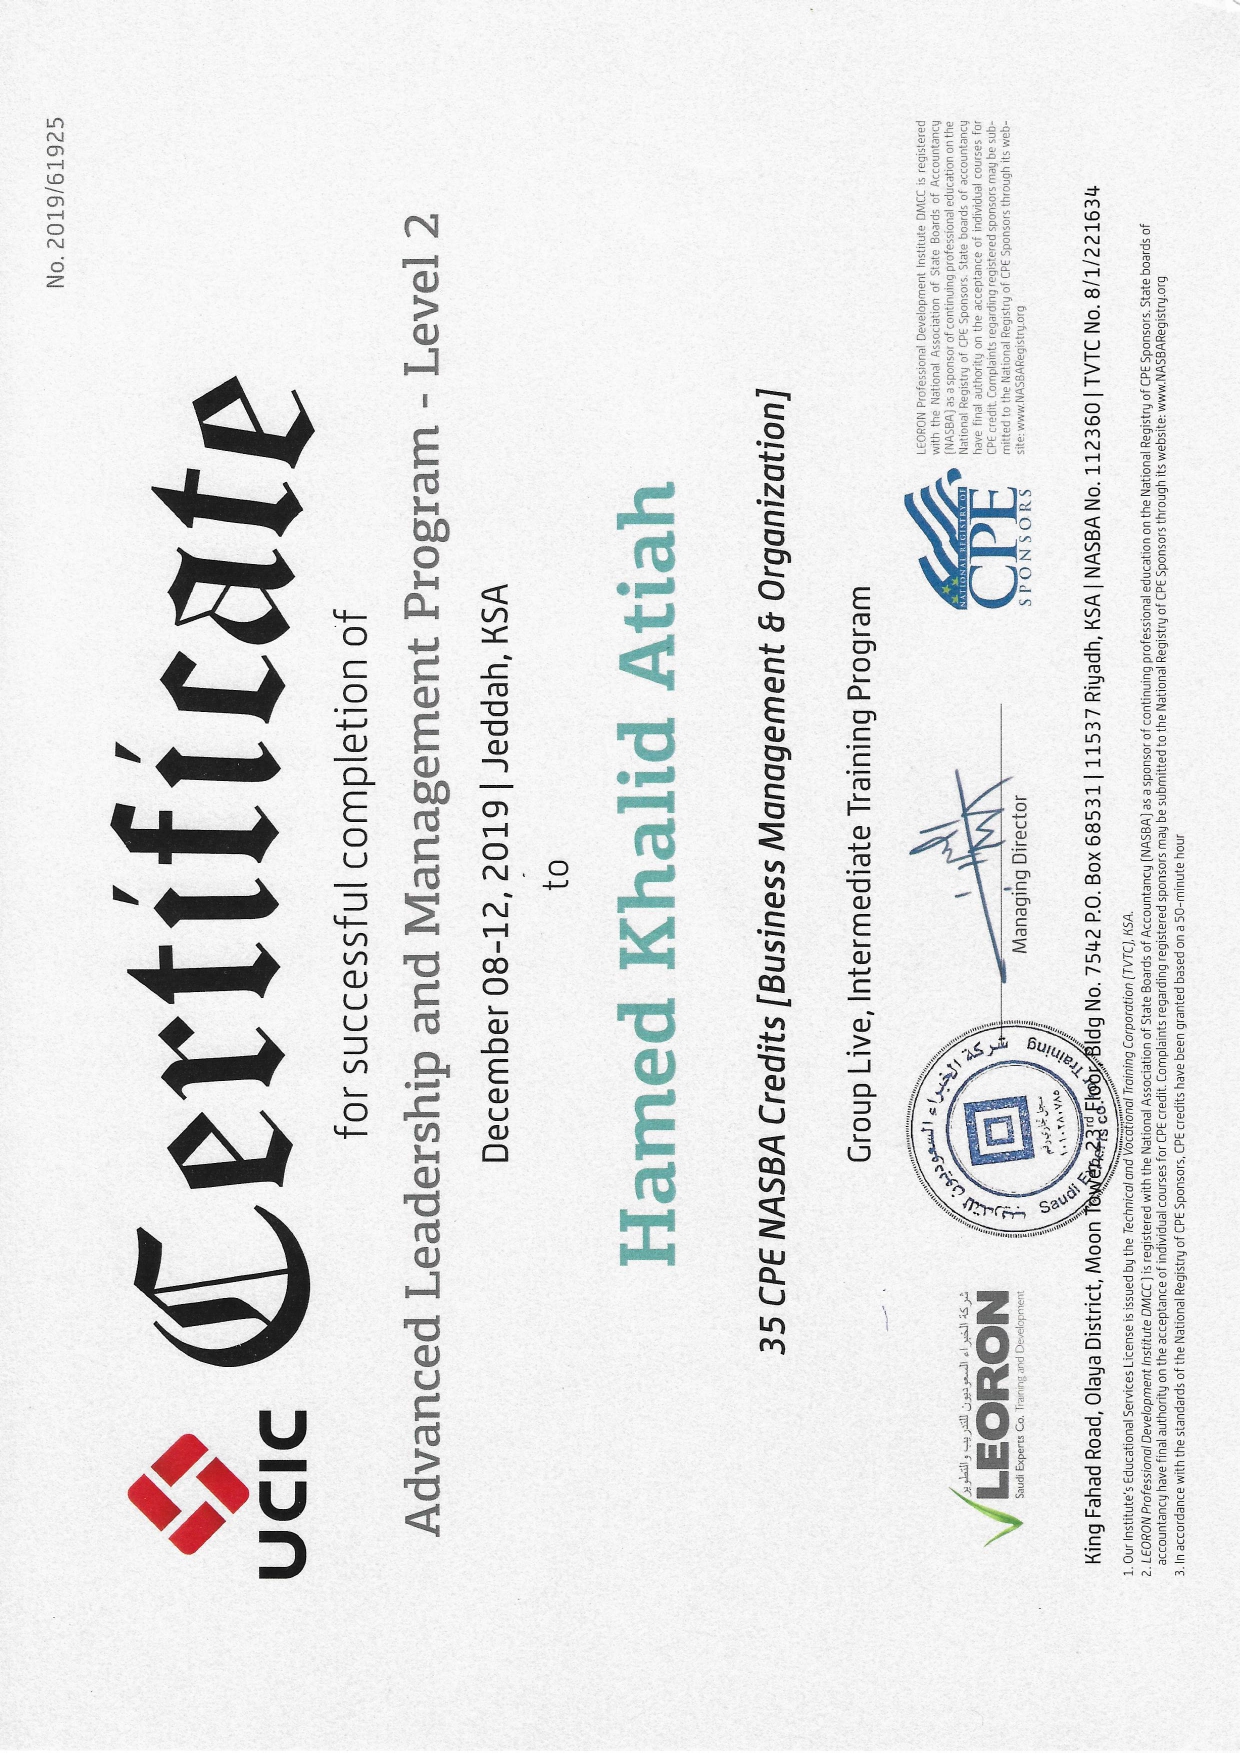 No. 2019/61925
UCIC
Certificate
for successful completion of
Advanced Leadership and Management Program - Level 2
December 08-12, 2019 | Jeddah, KSA
to
Hamed Khalid Atiah
35 CPE NASBA Credits [Business Management & Organization]
Group Live, Intermediate Training Program
شركة الخبراء السعوديون للتدريب و التطوير
LEORON
Saudi Experts Co. Training and Development
شركة الخبراء السعوديون للتدريب
سجل تجاري رقم
١٠١٠٢٨٠٧٨٥
Saudi Experts co. for Training
Managing Director
NATIONAL REGISTRY OF
CPE
SPONSORS
LEORON Professional Development Institute DMCC is registered
with the National Association of State Boards of Accountancy
(NASBA) as a sponsor of continuing professional education on the
National Registry of CPE Sponsors. State boards of accountancy
have final authority on the acceptance of individual courses for
CPE credit. Complaints regarding registered sponsors may be sub-
mitted to the National Registry of CPE Sponsors through its web-
site: www.NASBARegistry.org
King Fahad Road, Olaya District, Moon Tower, 23rd Floor, Bldg No. 7542 P.O. Box 68531 | 11537 Riyadh, KSA | NASBA No. 112360 | TVTC No. 8/1/221634
1. Our Institute's Educational Services License is issued by the Technical and Vocational Training Corporation (TVTC), KSA.
2. LEORON Professional Development Institute DMCC ) is registered with the National Association of State Boards of Accountancy (NASBA) as a sponsor of continuing professional education on the National Registry of CPE Sponsors. State boards of
accountancy have final authority on the acceptance of individual courses for CPE credit. Complaints regarding registered sponsors may be submitted to the National Registry of CPE Sponsors through its website: www.NASBARegistry.org
3. In accordance with the standards of the National Registry of CPE Sponsors, CPE credits have been granted based on a 50-minute hour